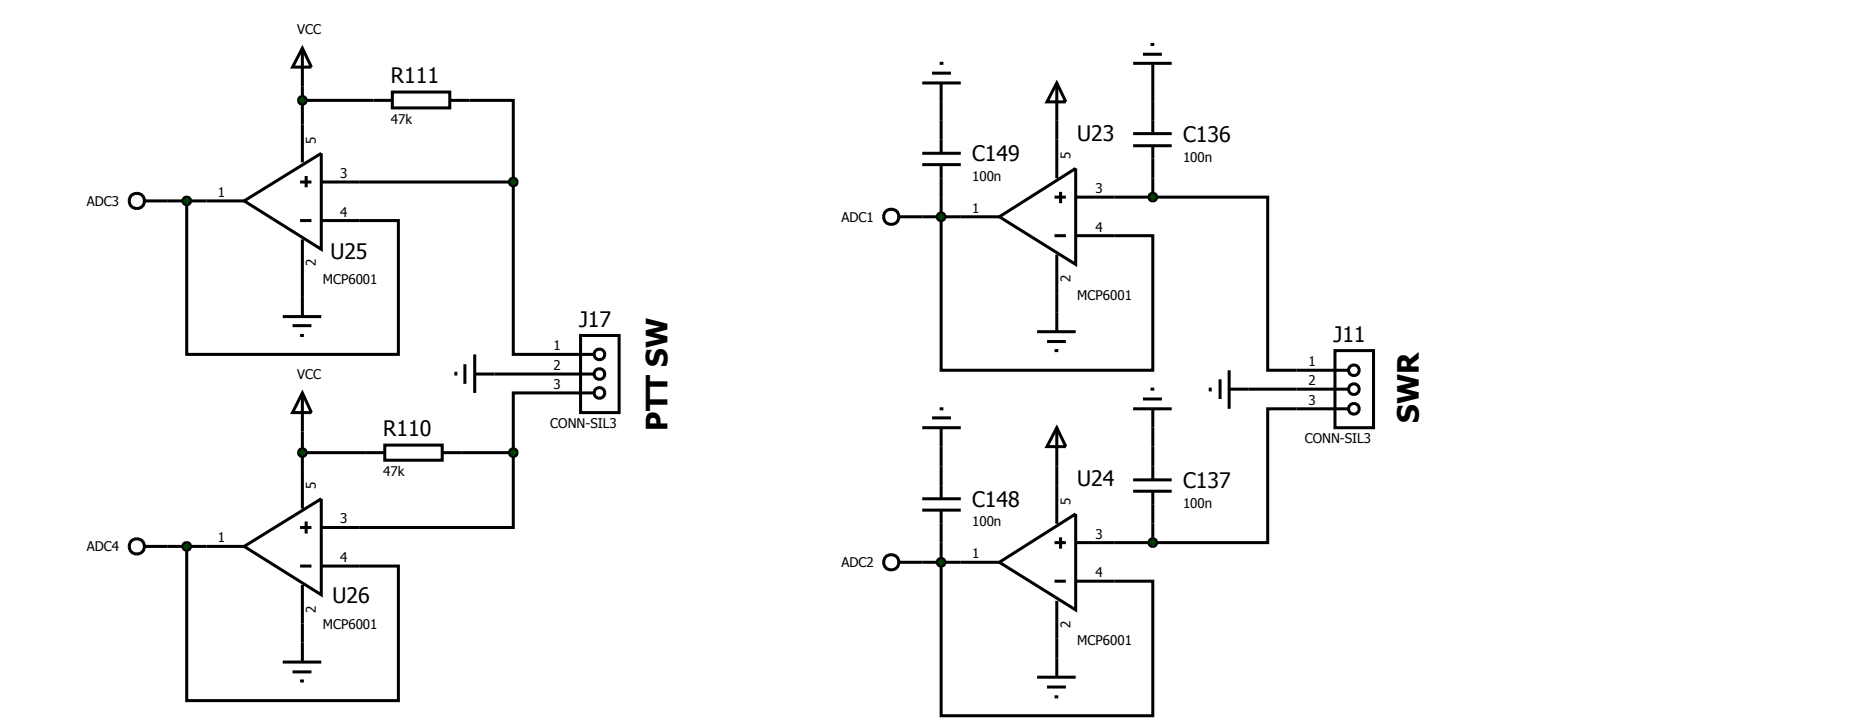 VCC
R111
47k
5
3
ADC3
1
4
U25
2
MCP6001
J17
1
2
3
CONN-SIL3
PTT SW
VCC
R110
47k
5
3
ADC4
1
4
U26
2
MCP6001
C149
100n
U23
5
C136
100n
3
ADC1
1
4
2
MCP6001
J11
1
2
3
CONN-SIL3
SWR
C148
100n
U24
5
C137
100n
3
ADC2
1
4
2
MCP6001